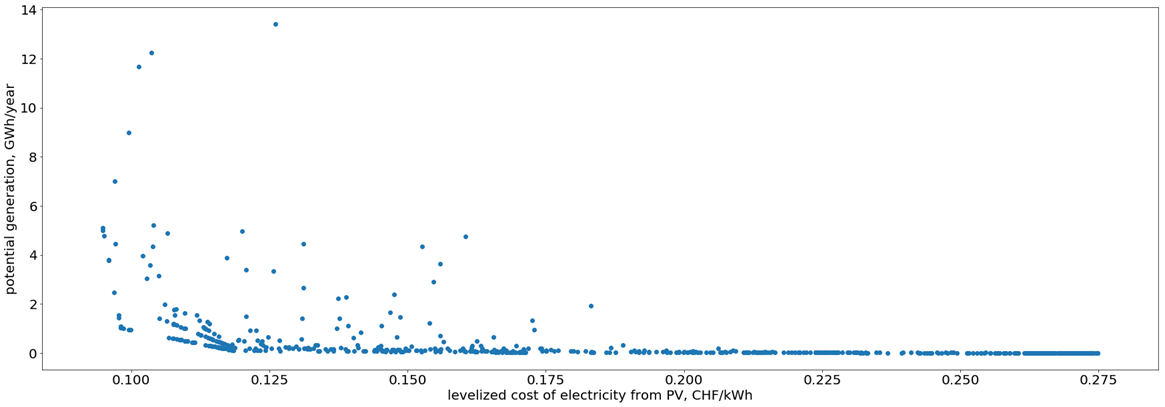 14
12
10
8
6
4
2
0
potential generation, GWh/year
0.100 0.125 0.150 0.175 0.200 0.225 0.250 0.275
levelized cost of electricity from PV, CHF/kWh